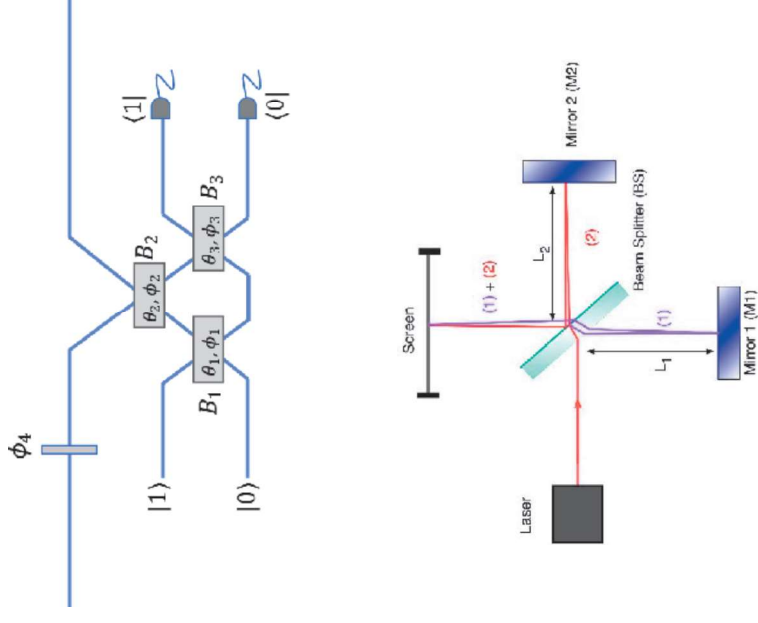 ϕ₄
B₂
θ₂, ϕ₂
⟨1|
|1⟩
B₁
θ₁, ϕ₁
θ₃, ϕ₃
B₃
|0⟩
⟨0|
Screen
(1) + (2)
L₂
Mirror 2 (M2)
(2)
Laser
Beam Splitter (BS)
L₁
(1)
Mirror 1 (M1)